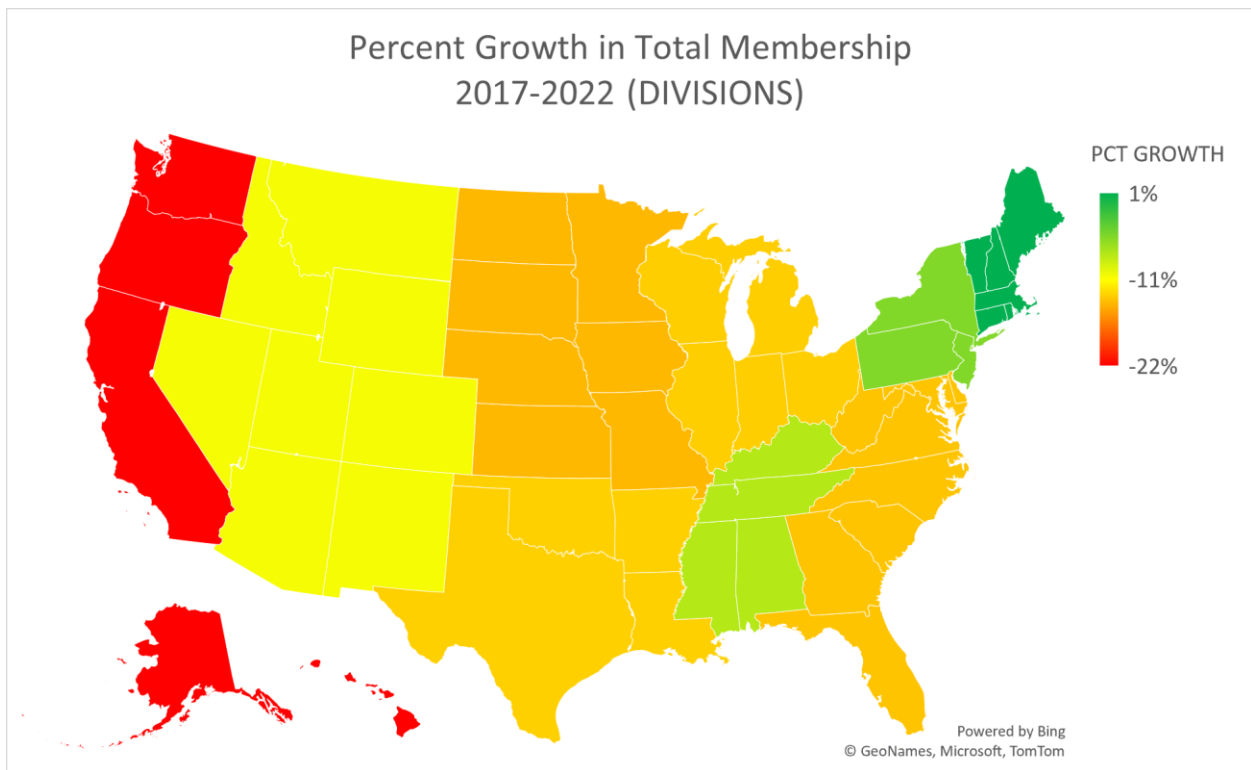 Percent Growth in Total Membership
2017-2022 (DIVISIONS)
PCT GROWTH
1%
-11%
-22%
Powered by Bing
© GeoNames, Microsoft, TomTom